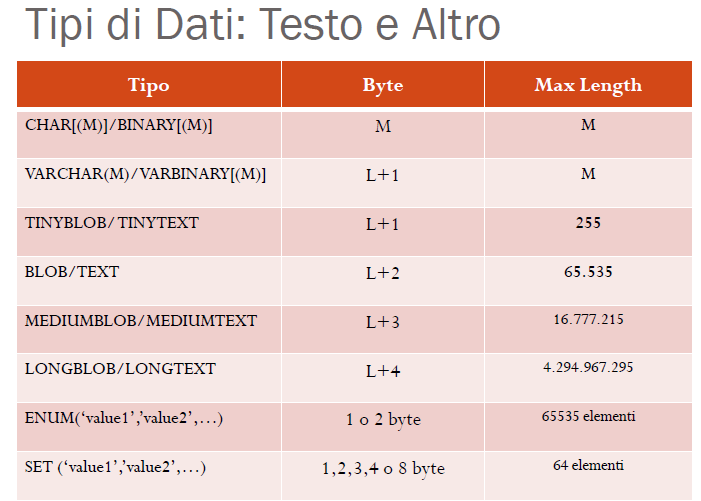 Tipi di Dati: Testo e Altro
Tipo Byte Max Length
CHAR[(M)]/BINARY[(M)] M M
VARCHAR(M)/VARBINARY[(M)] L+1 M
TINYBLOB/ TINYTEXT L+1 255
BLOB/TEXT L+2 65.535
MEDIUMBLOB/MEDIUMTEXT L+3 16.777.215
LONGBLOB/LONGTEXT L+4 4.294.967.295
ENUM(‘value1’,’value2’,…) 1 o 2 byte 65535 elementi
SET (‘value1’,’value2’,…) 1,2,3,4 o 8 byte 64 elementi